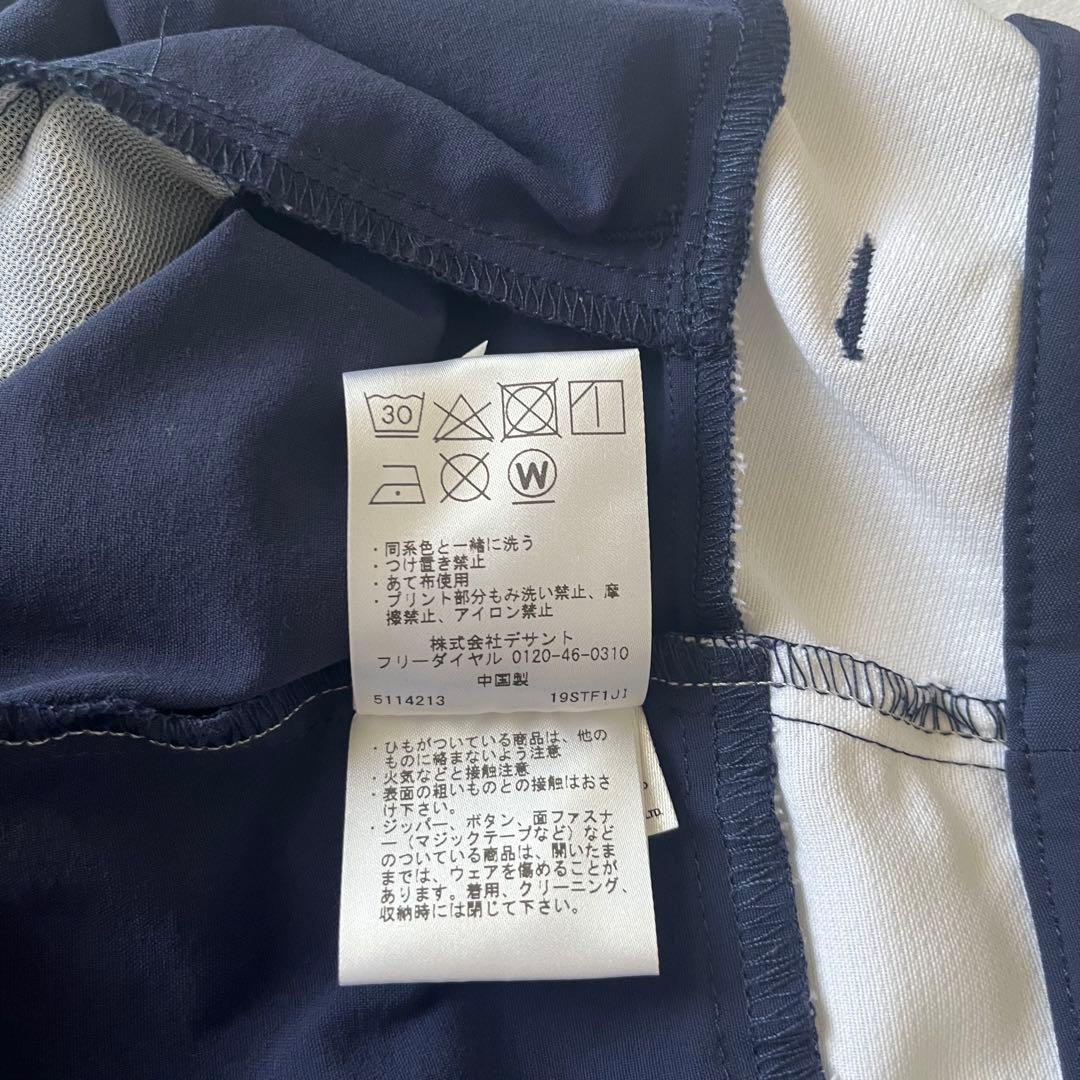 30
W
・同系色と一緒に洗う
・つけ置き禁止
・あて布使用
・プリント部分もみ洗い禁止、摩
擦禁止、アイロン禁止
株式会社デサント
フリーダイヤル 0120-46-0310
中国製
5114213 19STF1JI
・ひもがついている商品は、他の
ものに絡まないよう注意
・火気などと接触注意
・表面の粗いものとの接触はおさ
け下さい。
・ジッパー、ボタン、面ファスナ
ー（マジックテープなど）など
のついている商品は、開いたま
までは、ウェアを傷めることが
あります。着用、クリーニング、
収納時には閉じて下さい。
LTD.